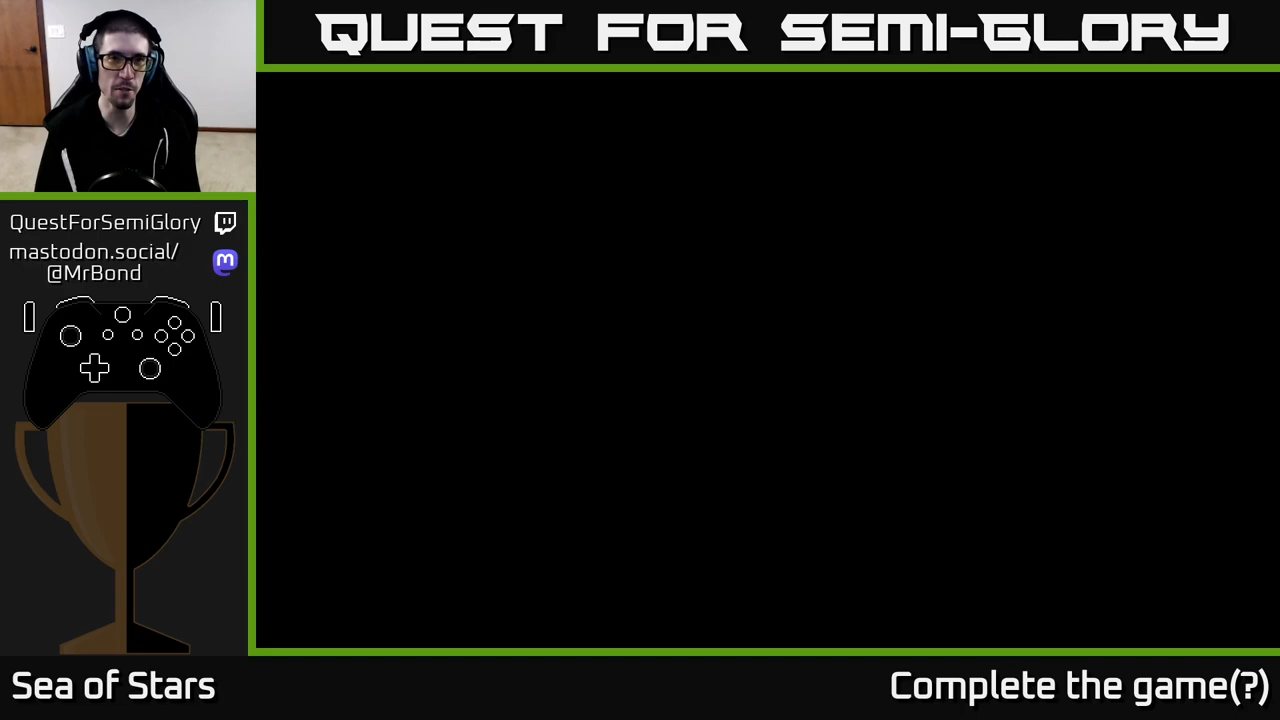 QUEST FOR SEMI-GLORY
QuestForSemiGlory
mastodon.social/
@MrBond
Sea of Stars
Complete the game(?)